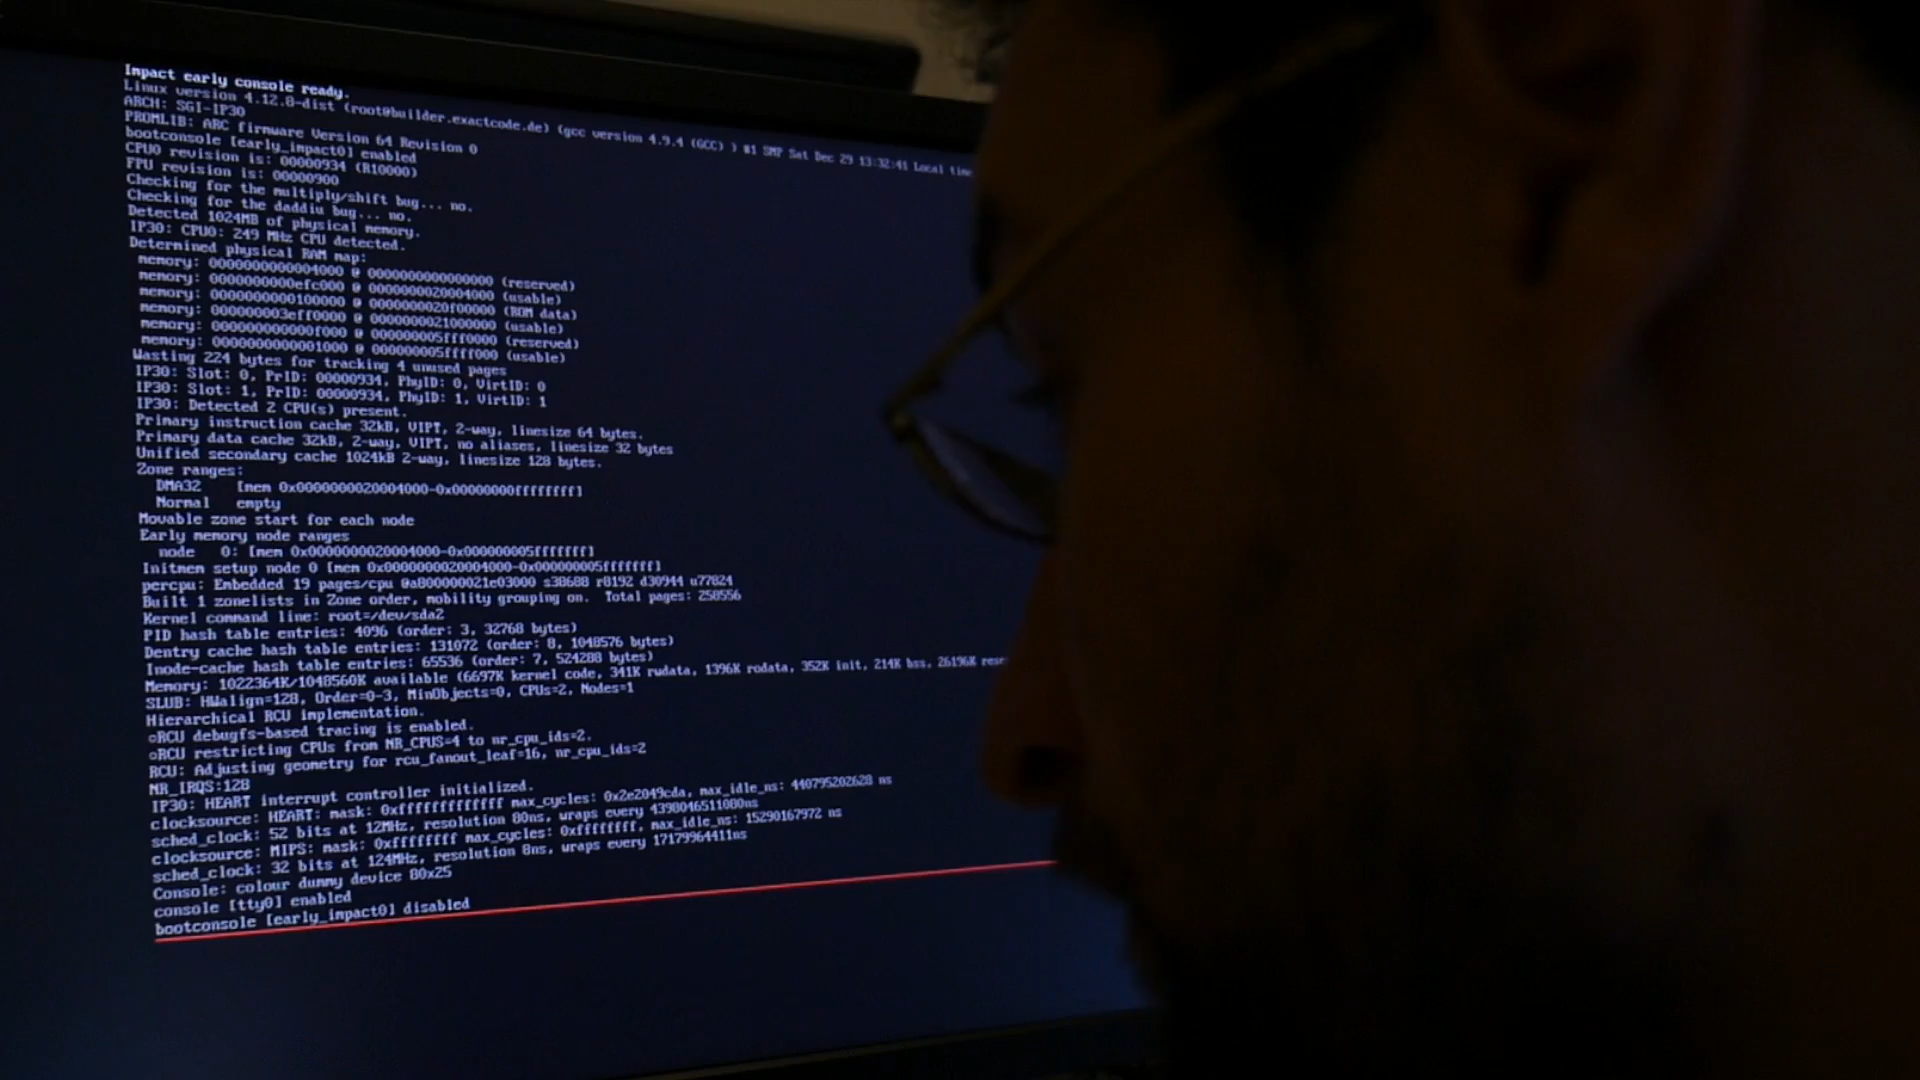 Impact early console ready.
Linux version 4.12.8-dist (root@builder.exactcode.de) (gcc version 4.9.4 (GCC) ) #1 SMP Sat Dec 29 13:32:41 Local time
ARCH: SGI-IP30
PROMLIB: ARC firmware Version 64 Revision 0
bootconsole [early_impact0] enabled
CPU0 revision is: 00000934 (R10000)
FPU revision is: 00000900
Checking for the multiply/shift bug... no.
Checking for the daddiu bug... no.
Detected 1024MB of physical memory.
IP30: CPU0: 249 MHz CPU detected.
Determined physical RAM map:
memory: 0000000000004000 @ 0000000000000000 (reserved)
memory: 0000000000efc000 @ 0000000020004000 (usable)
memory: 0000000000100000 @ 0000000020f00000 (ROM data)
memory: 000000003eff0000 @ 0000000021000000 (usable)
memory: 000000000000f000 @ 000000005fff0000 (reserved)
memory: 0000000000001000 @ 000000005ffff000 (usable)
Wasting 224 bytes for tracking 4 unused pages
IP30: Slot: 0, PrID: 00000934, PhyID: 0, VirtID: 0
IP30: Slot: 1, PrID: 00000934, PhyID: 1, VirtID: 1
IP30: Detected 2 CPU(s) present.
Primary instruction cache 32kB, VIPT, 2-way, linesize 64 bytes.
Primary data cache 32kB, 2-way, VIPT, no aliases, linesize 32 bytes
Unified secondary cache 1024kB 2-way, linesize 128 bytes.
Zone ranges:
DMA32 [mem 0x0000000020004000-0x00000000ffffffff]
Normal empty
Movable zone start for each node
Early memory node ranges
node 0: [mem 0x0000000020004000-0x000000005fffffff]
Initmem setup node 0 [mem 0x0000000020004000-0x000000005fffffff]
percpu: Embedded 19 pages/cpu @a800000021e03000 s38688 r8192 d30944 u77824
Built 1 zonelists in Zone order, mobility grouping on. Total pages: 258556
Kernel command line: root=/dev/sda2
PID hash table entries: 4096 (order: 3, 32768 bytes)
Dentry cache hash table entries: 131072 (order: 8, 1048576 bytes)
Inode-cache hash table entries: 65536 (order: 7, 524288 bytes)
Memory: 1022364K/1048560K available (6697K kernel code, 341K rwdata, 1396K rodata, 352K init, 214K bss, 26196K
SLUB: HWalign=128, Order=0-3, MinObjects=0, CPUs=2, Nodes=1
Hierarchical RCU implementation.
○RCU debugfs-based tracing is enabled.
○RCU restricting CPUs from NR_CPUS=4 to nr_cpu_ids=2.
RCU: Adjusting geometry for rcu_fanout_leaf=16, nr_cpu_ids=2
NR_IRQS:128
IP30: HEART interrupt controller initialized.
clocksource: HEART: mask: 0xfffffffffffff max_cycles: 0x2e2049cda, max_idle_ns: 440795202628 ns
sched_clock: 52 bits at 12MHz, resolution 80ns, wraps every 4398046511080ns
clocksource: MIPS: mask: 0xffffffff max_cycles: 0xffffffff, max_idle_ns: 15290167972 ns
sched_clock: 32 bits at 124MHz, resolution 8ns, wraps every 17179964411ns
Console: colour dummy device 80x25
console [tty0] enabled
bootconsole [early_impact0] disabled